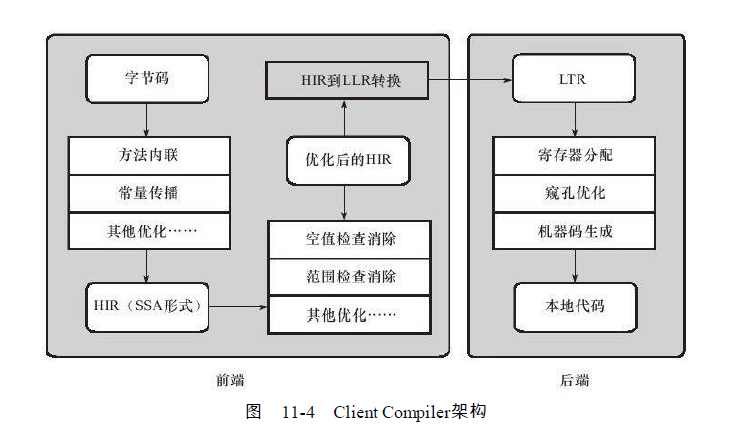 字节码
方法内联
常量传播
其他优化……
HIR（SSA形式）
HIR到LLR转换
优化后的HIR
空值检查消除
范围检查消除
其他优化……
前端
LTR
寄存器分配
窥孔优化
机器码生成
本地代码
后端
图 11-4 Client Compiler架构